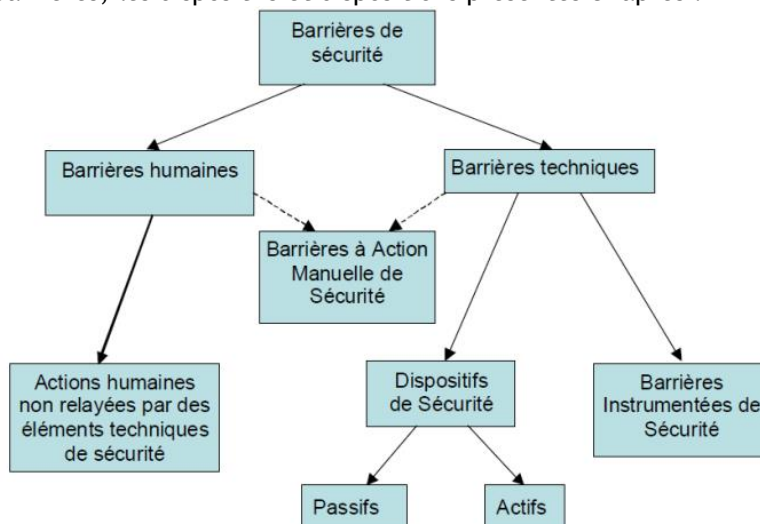 Barrières de
sécurité
Barrières humaines
Barrières techniques
Barrières à Action
Manuelle de
Sécurité
Actions humaines
non relayées par des
éléments techniques
de sécurité
Dispositifs
de Sécurité
Barrières
Instrumentées de
Sécurité
Passifs
Actifs